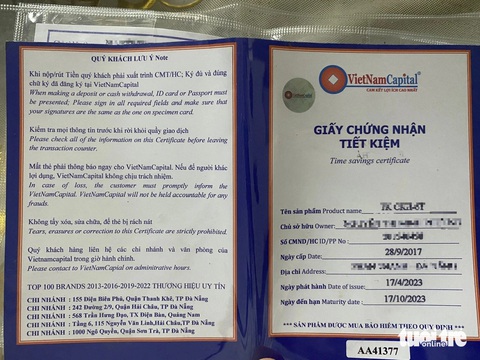 QUÝ KHÁCH LƯU Ý Note
Khi nộp/rút Tiền quý khách phải xuất trình CMT/HC; Ký đủ và đúng
chữ ký đã đăng ký tại VietNamCapital
When making a deposit or cash withdrawal, ID card or Passport must
be presented; Please sign in all required fields and make sure that
your signatures are the same as the one on specimen card.
Kiểm tra mọi thông tin trước khi rời khỏi quầy giao dịch
Please check all of the information on this Certificate before leaving
the transaction counter.
Mất thẻ phải thông báo ngay cho VietNamCapital. Nếu để người khác
lợi dụng, VietNamCapital không chịu trách nhiệm.
In case of loss, the customer must promptly inform the
VietNamCapital. VietNamCapital will not be held accountable for any
frauds.
Không tẩy xóa, sửa chữa, để thẻ bị rách nát
Tears, erasures or correction to this Certificate are strictly prohibited.
Quý khách hàng liên hệ các chi nhánh và văn phòng của
Vietnamcapital trong giờ hành chính.
Please contact to VietNamCapial on adminitrative hours.
TOP 100 BRANDS 2013-2016-2019-2022 THƯƠNG HIỆU UY TÍN
CHI NHÁNH : 155 Điện Biên Phủ, Quận Thanh Khê, TP Đà Nẵng
CHI NHÁNH : 242 Đường 2/9, Quận Hải Châu, TP Đà Nẵng
CHI NHÁNH : 568 Trần Hưng Đạo, TX Điện Bàn, Quảng Nam
CHI NHÁNH : Tầng 6, 115 Nguyễn Văn Linh, Hải Châu, TP Đà Nẵng
CHI NHÁNH : 1000 Ngô Quyền, Quận Sơn Trà, TP Đà Nẵng
VietNamCapital
CAM KẾT LỢI ÍCH CAO NHẤT
GIẤY CHỨNG NHẬN
TIẾT KIỆM
Time savings certificate
Tên sản phẩm Product name
Chủ sở hữu Owner:
Số CMND/HC ID/PP No :
Ngày Cấp Date: 28/9/2017
Địa chỉ Address:
Ngày phát hành Date: 17/4/2023
Ngày đến hạn Maturity date: 17/10/2023
*** SẢN PHẨM ĐƯỢC MUA BẢO HIỂM THEO QUY ĐỊNH ***
AA41377
tuổi trẻ
online